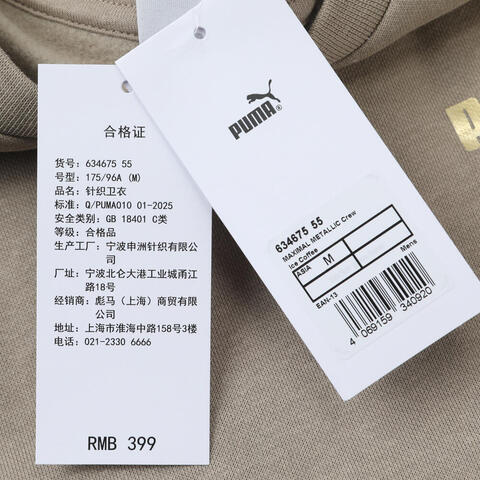 合格证
货号: 634675 55
号型: 175/96A (M)
品名: 针织卫衣
标准: Q/PUMA010 01-2025
安全类别: GB 18401 C类
等级: 合格品
生产工厂: 宁波申洲针织有限公
司
厂址: 宁波北仑大港工业城甬江
路18号
经销商: 彪马(上海)商贸有限
公司
地址: 上海市淮海中路158号3楼
电话: 021-2330 6666
RMB 399
PUMA®
634675 55
MAXIMAL METALLIC Crew
Ice Coffee
ASIA M
Mens
EAN-13
4 069159 340920